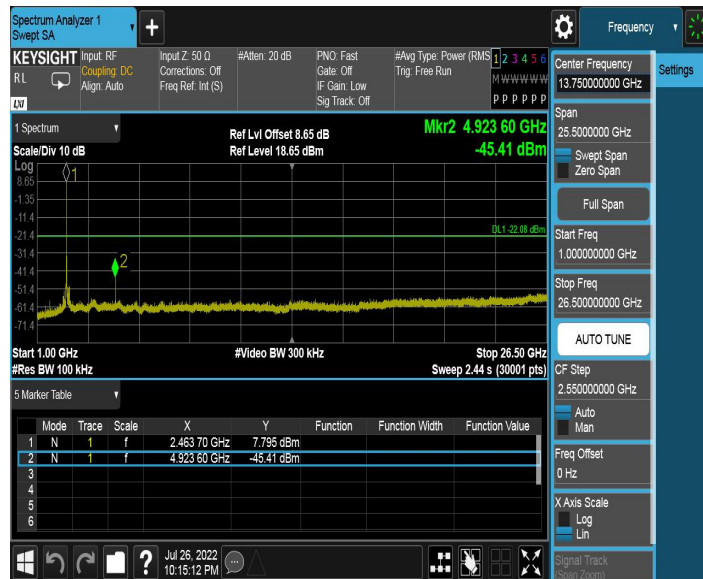 Spectrum Analyzer 1
Swept SA
Frequency
KEYSIGHT
RL
LXI
Input: RF
Coupling: DC
Align: Auto
Input Z: 50 Ω
Corrections: Off
Freq Ref: Int (S)
#Atten: 20 dB
PNO: Fast
Gate: Off
IF Gain: Low
Sig Track: Off
#Avg Type: Power (RMS
Trig: Free Run
1 2 3 4 5 6
M W W W W W
P P P P P P
Center Frequency
13.750000000 GHz
Settings
Span
25.5000000 GHz
Swept Span
Zero Span
Full Span
Start Freq
1.000000000 GHz
Stop Freq
26.500000000 GHz
AUTO TUNE
CF Step
2.550000000 GHz
Auto
Man
Freq Offset
0 Hz
X Axis Scale
Log
Lin
Signal Track
(Span Zoom)
1 Spectrum
Scale/Div 10 dB
Ref Lvl Offset 8.65 dB
Ref Level 18.65 dBm
Mkr2 4.923 60 GHz
-45.41 dBm
Log
8.65
-1.35
-11.4
-21.4
-31.4
-41.4
-51.4
-61.4
-71.4
1
2
DL1 -22.08 dBm
Start 1.00 GHz
#Res BW 100 kHz
#Video BW 300 kHz
Stop 26.50 GHz
Sweep 2.44 s (30001 pts)
5 Marker Table
Mode Trace Scale X Y Function Function Width Function Value
1 N 1 f 2.463 70 GHz 7.795 dBm
2 N 1 f 4.923 60 GHz -45.41 dBm
3
4
5
6
?
Jul 26, 2022
10:15:12 PM